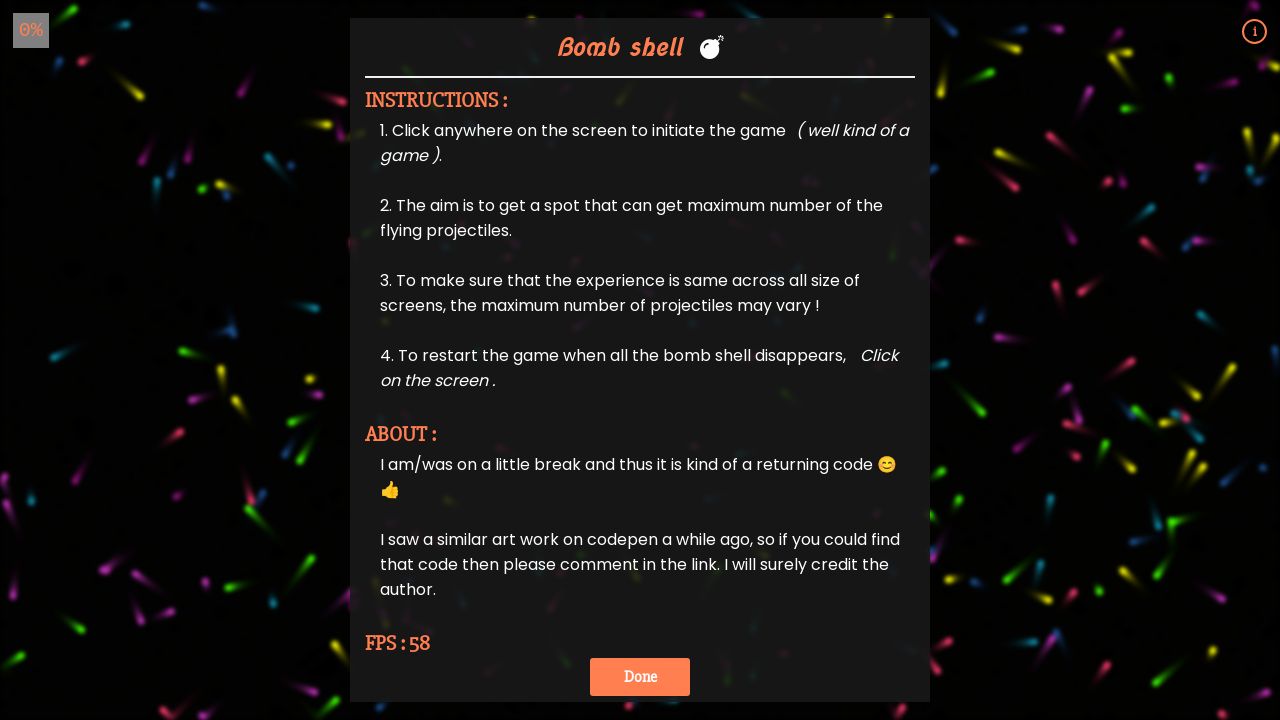 0%
Bomb shell 💣
i
INSTRUCTIONS :
1. Click anywhere on the screen to initiate the game ( well kind of a
game ).
2. The aim is to get a spot that can get maximum number of the
flying projectiles.
3. To make sure that the experience is same across all size of
screens, the maximum number of projectiles may vary !
4. To restart the game when all the bomb shell disappears, Click
on the screen .
ABOUT :
I am/was on a little break and thus it is kind of a returning code 😊
👍
I saw a similar art work on codepen a while ago, so if you could find
that code then please comment in the link. I will surely credit the
author.
FPS : 58
Done